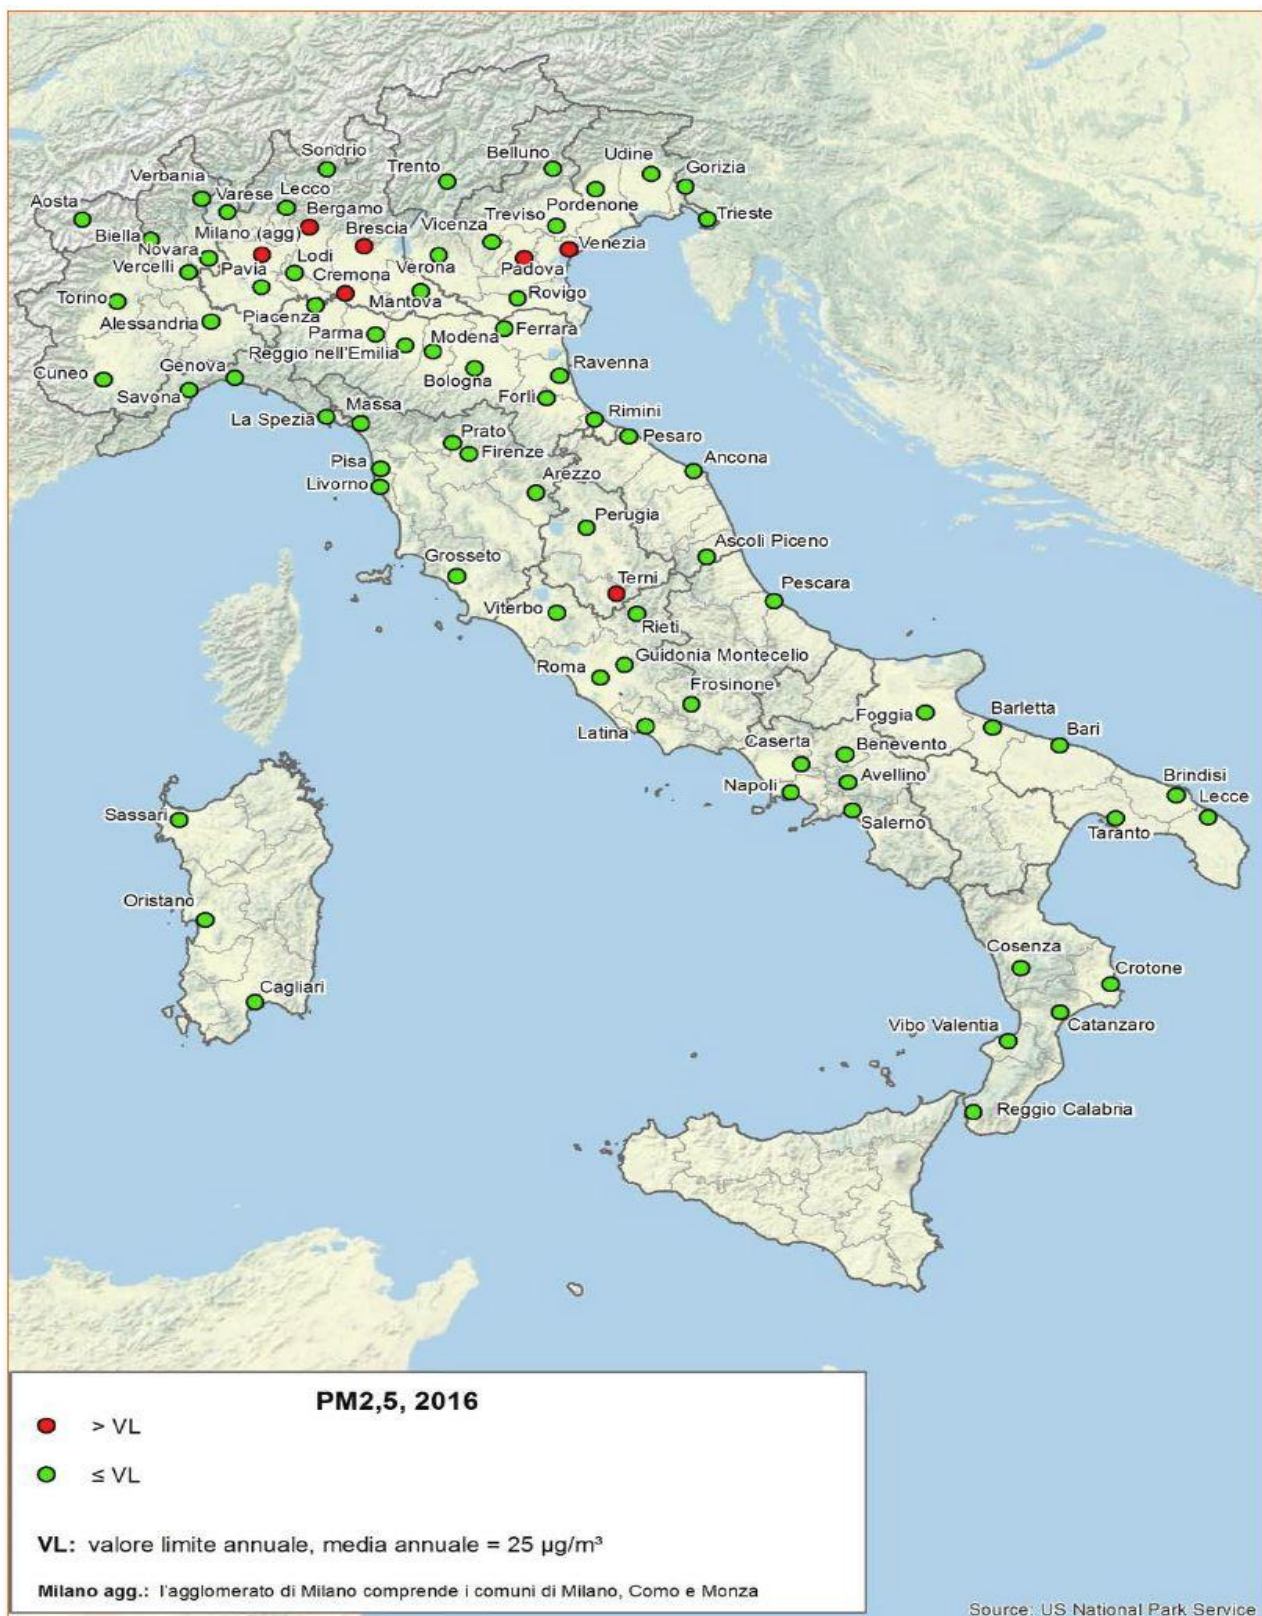 Sondrio
Belluno
Udine
Trento
Gorizia
Verbania
Varese
Lecco
Aosta
Bergamo
Pordenone
Treviso
Trieste
Vicenza
Brescia
Biella
Milano (agg)
Venezia
Novara
Lodi
Vercelli
Pavia
Verona
Padova
Cremona
Torino
Mantova
Rovigo
Alessandria
Piacenza
Parma
Modena
Ferrara
Reggio nell'Emilia
Genova
Ravenna
Cuneo
Bologna
Savona
Forlì
La Spezia
Massa
Rimini
Prato
Pesaro
Firenze
Ancona
Pisa
Livorno
Arezzo
Perugia
Ascoli Piceno
Grosseto
Terni
Pescara
Viterbo
Rieti
Guidonia Montecelio
Roma
Frosinone
Latina
Foggia
Barletta
Bari
Caserta
Benevento
Avellino
Napoli
Brindisi
Lecce
Salerno
Taranto
Sassari
Oristano
Cosenza
Crotone
Cagliari
Vibo Valentia
Catanzaro
Reggio Calabria
PM2,5, 2016
> VL
≤ VL
VL: valore limite annuale, media annuale = 25 µg/m³
Milano agg.: l'agglomerato di Milano comprende i comuni di Milano, Como e Monza
Source: US National Park Service